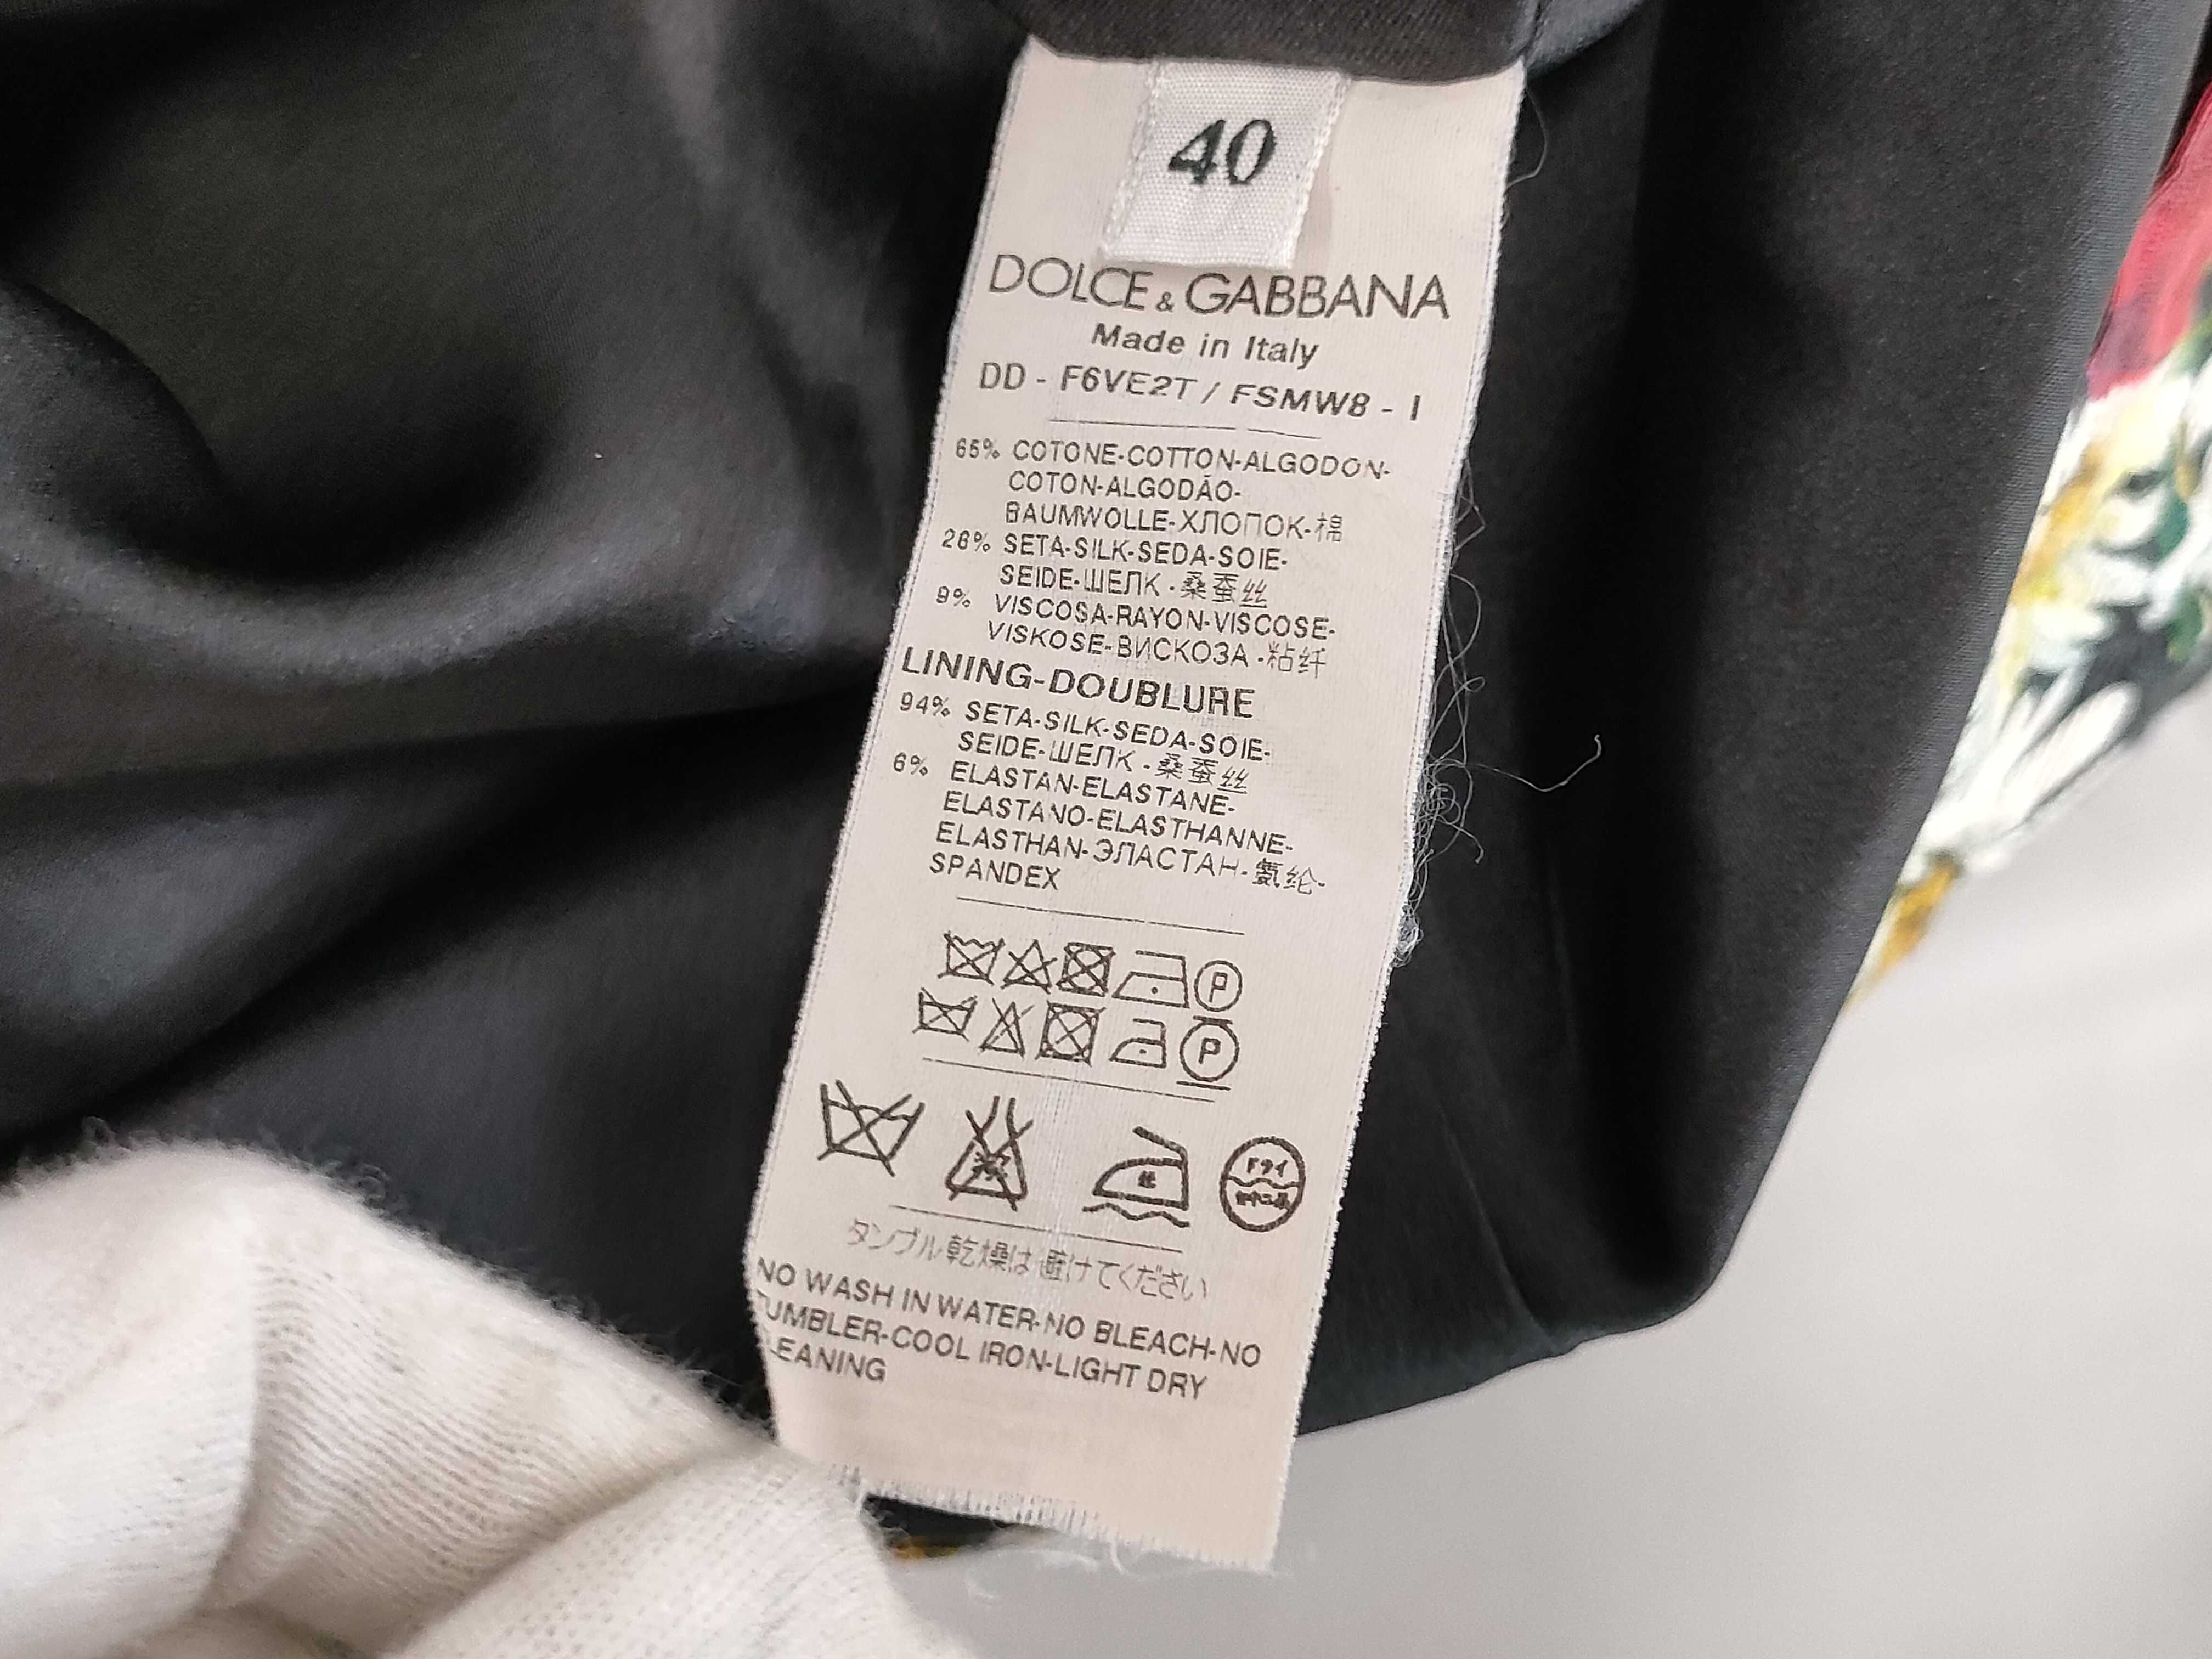 40
DOLCE & GABBANA
Made in Italy
DD - F6VE2T / FSMW8 - I
65% COTONE-COTTON-ALGODON-
COTON-ALGODÃO-
BAUMWOLLE-ХЛОПОК-棉
26% SETA-SILK-SEDA-SOIE-
SEIDE-ШЕЛК-桑蚕丝
9% VISCOSA-RAYON-VISCOSE-
VISKOSE-ВИСКОЗА-粘纤
LINING-DOUBLURE
94% SETA-SILK-SEDA-SOIE-
SEIDE-ШЕЛК-桑蚕丝
6% ELASTAN-ELASTANE-
ELASTANO-ELASTHANNE-
ELASTHAN-ЭЛАСТАН-氨纶-
SPANDEX
P
P
ドライ
タンブル乾燥は避けてください
NO WASH IN WATER-NO BLEACH-NO
TUMBLER-COOL IRON-LIGHT DRY
LEANING